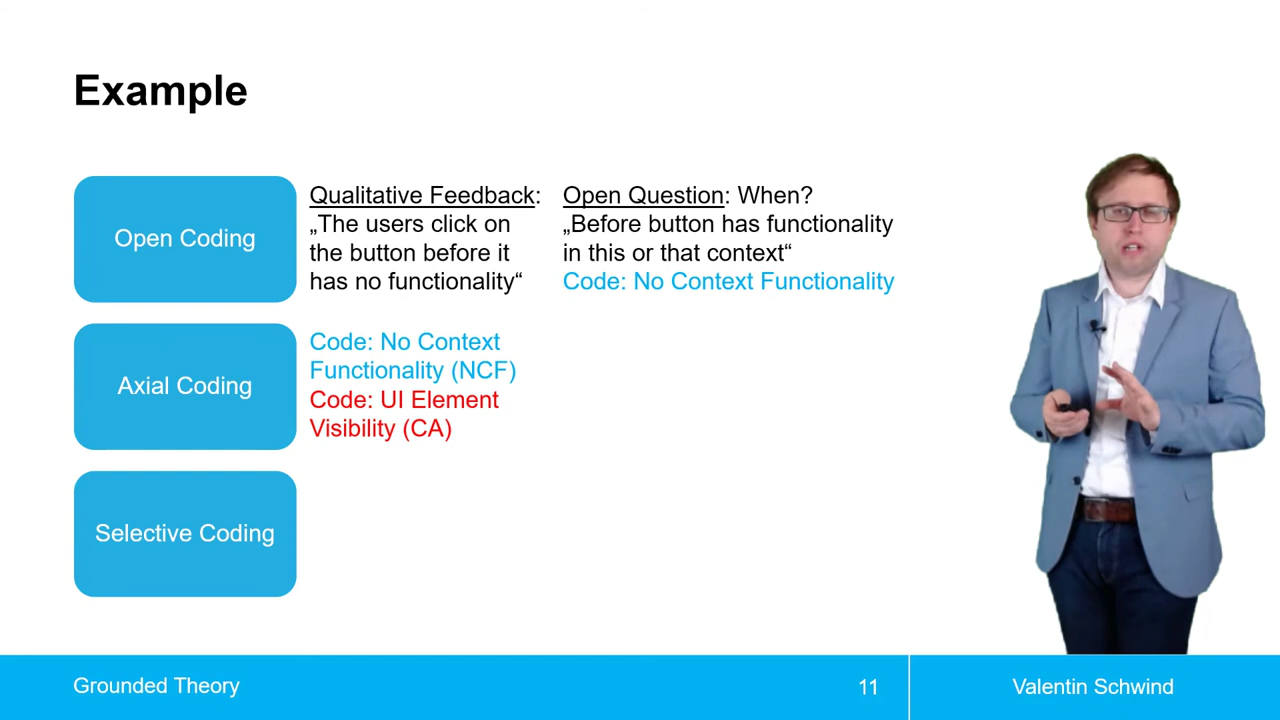 Example
Open Coding
Qualitative Feedback:
„The users click on
the button before it
has no functionality“
Open Question: When?
„Before button has functionality
in this or that context“
Code: No Context Functionality
Axial Coding
Code: No Context
Functionality (NCF)
Code: UI Element
Visibility (CA)
Selective Coding
Grounded Theory
11
Valentin Schwind